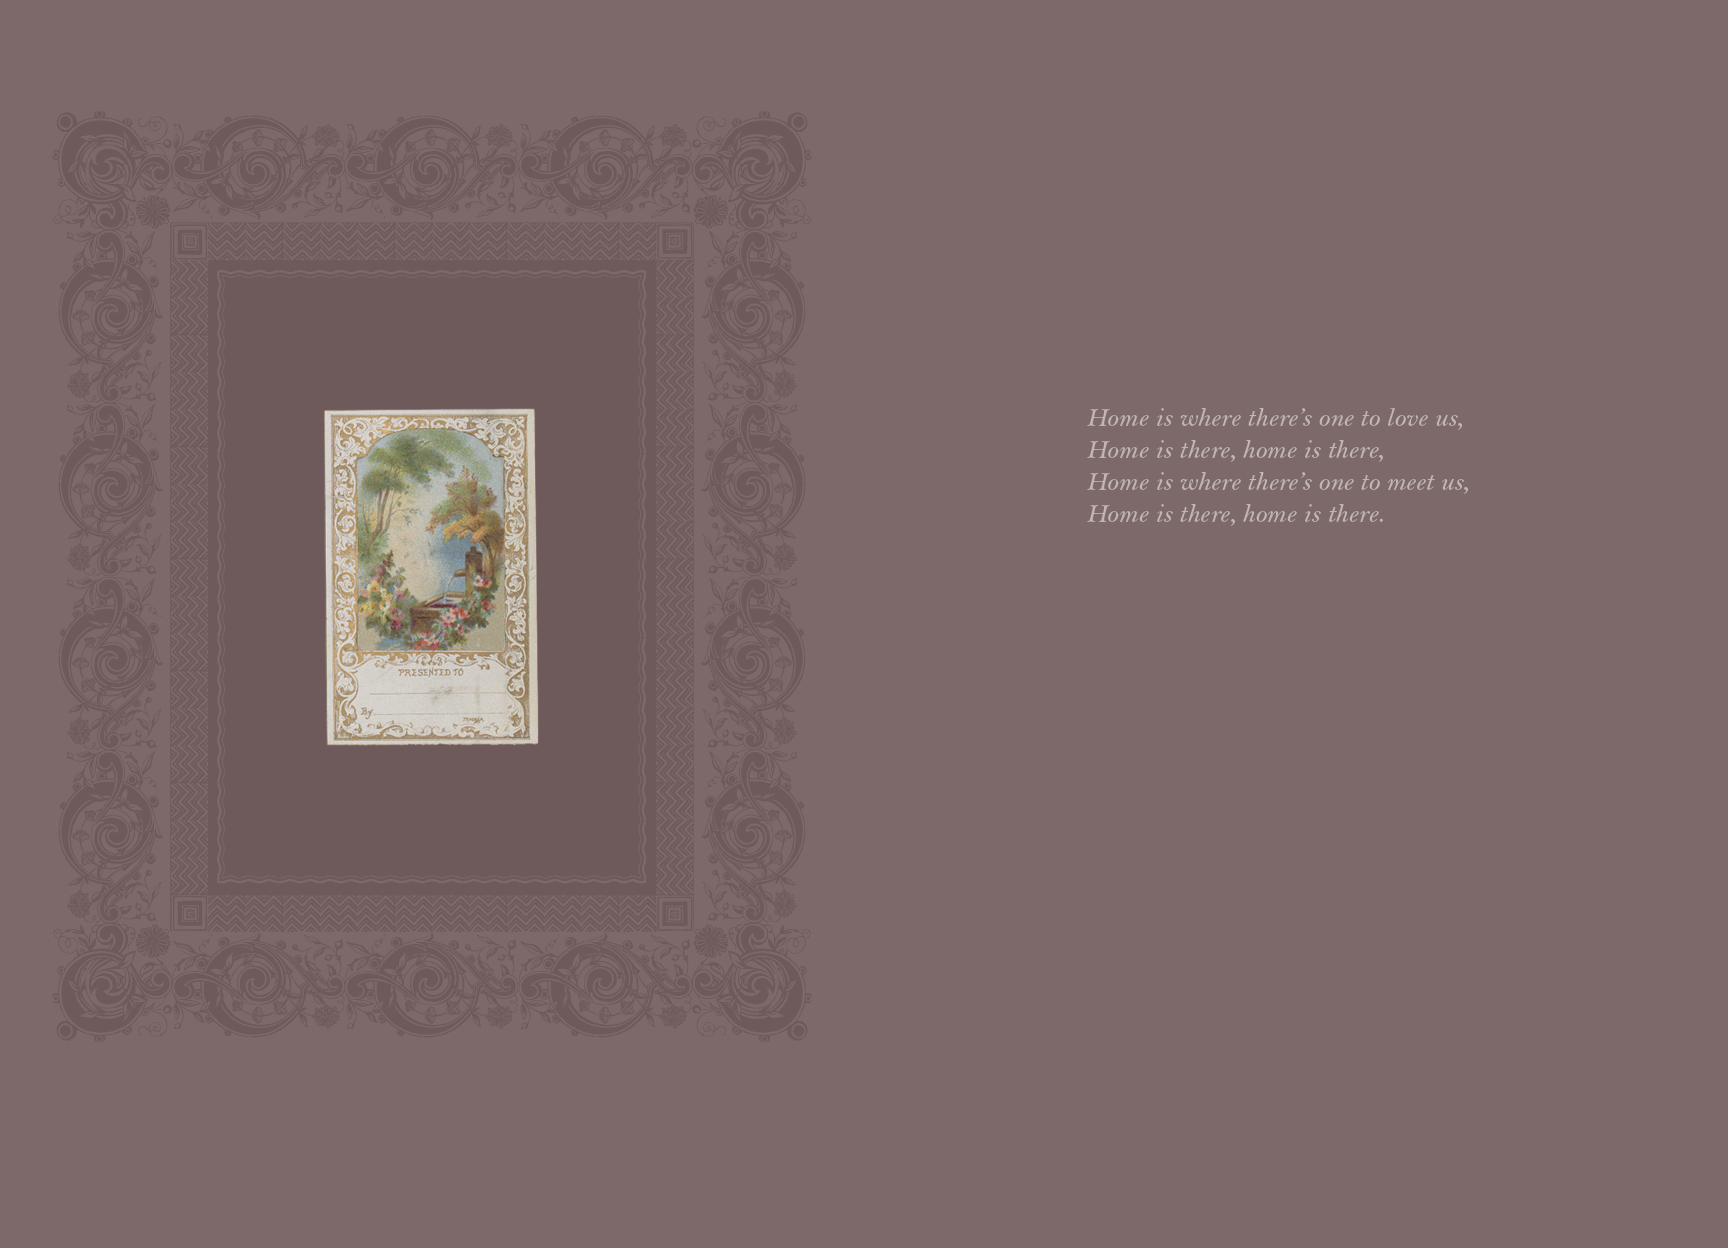 PRESENTED TO
By
Home is where there’s one to love us,
Home is there, home is there,
Home is where there’s one to meet us,
Home is there, home is there.